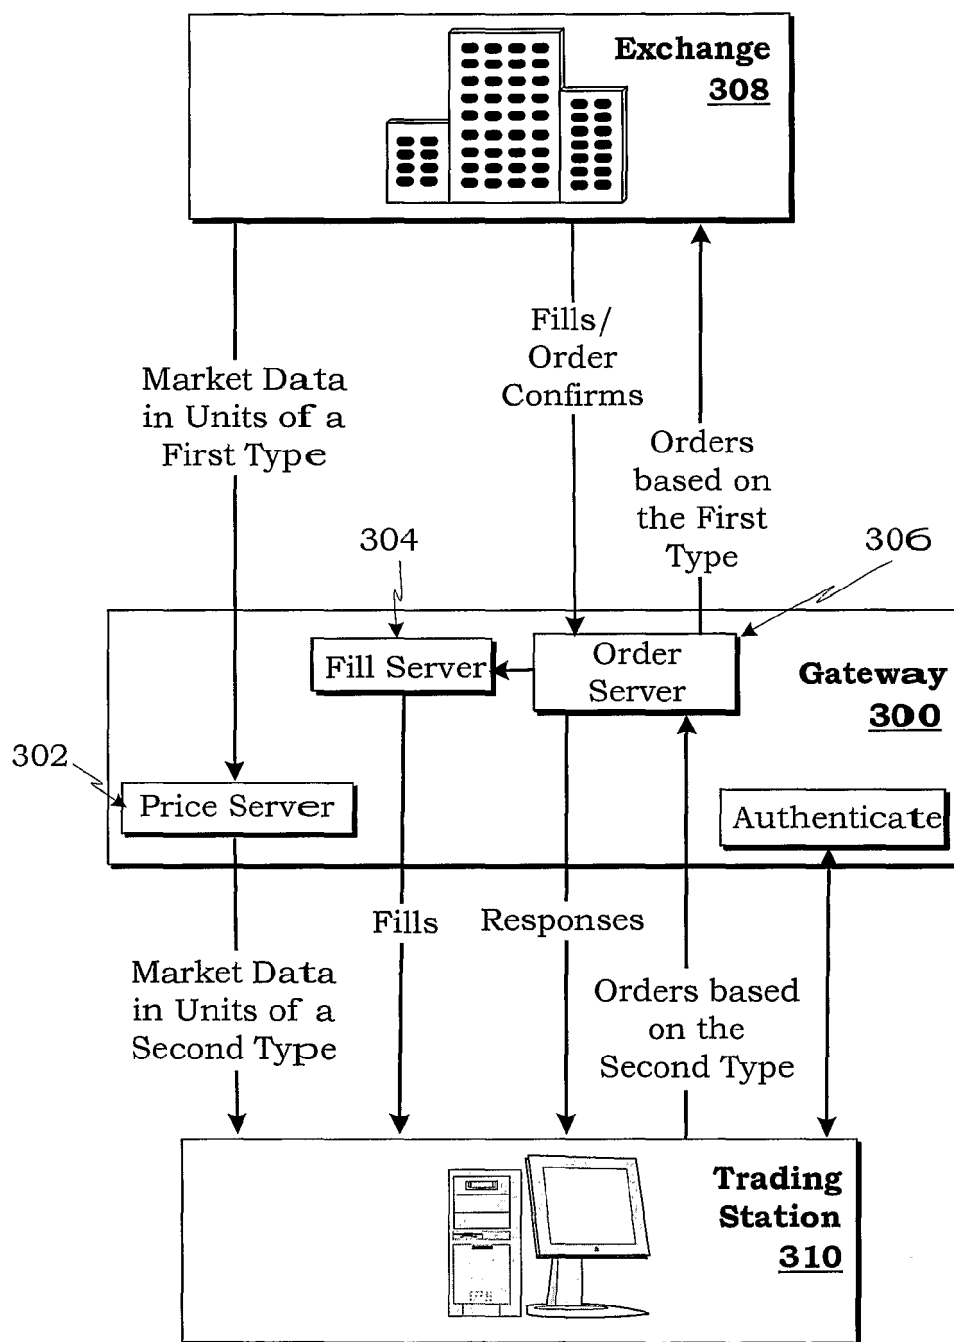 Exchange
308
Market Data
in Units of a
First Type
Fills/
Order
Confirms
Orders
based on
the First
Type
304
306
Fill Server
Order
Server
Gateway
300
302
Price Server
Authenticate
Market Data
in Units of a
Second Type
Fills
Responses
Orders based
on the
Second Type
Trading
Station
310